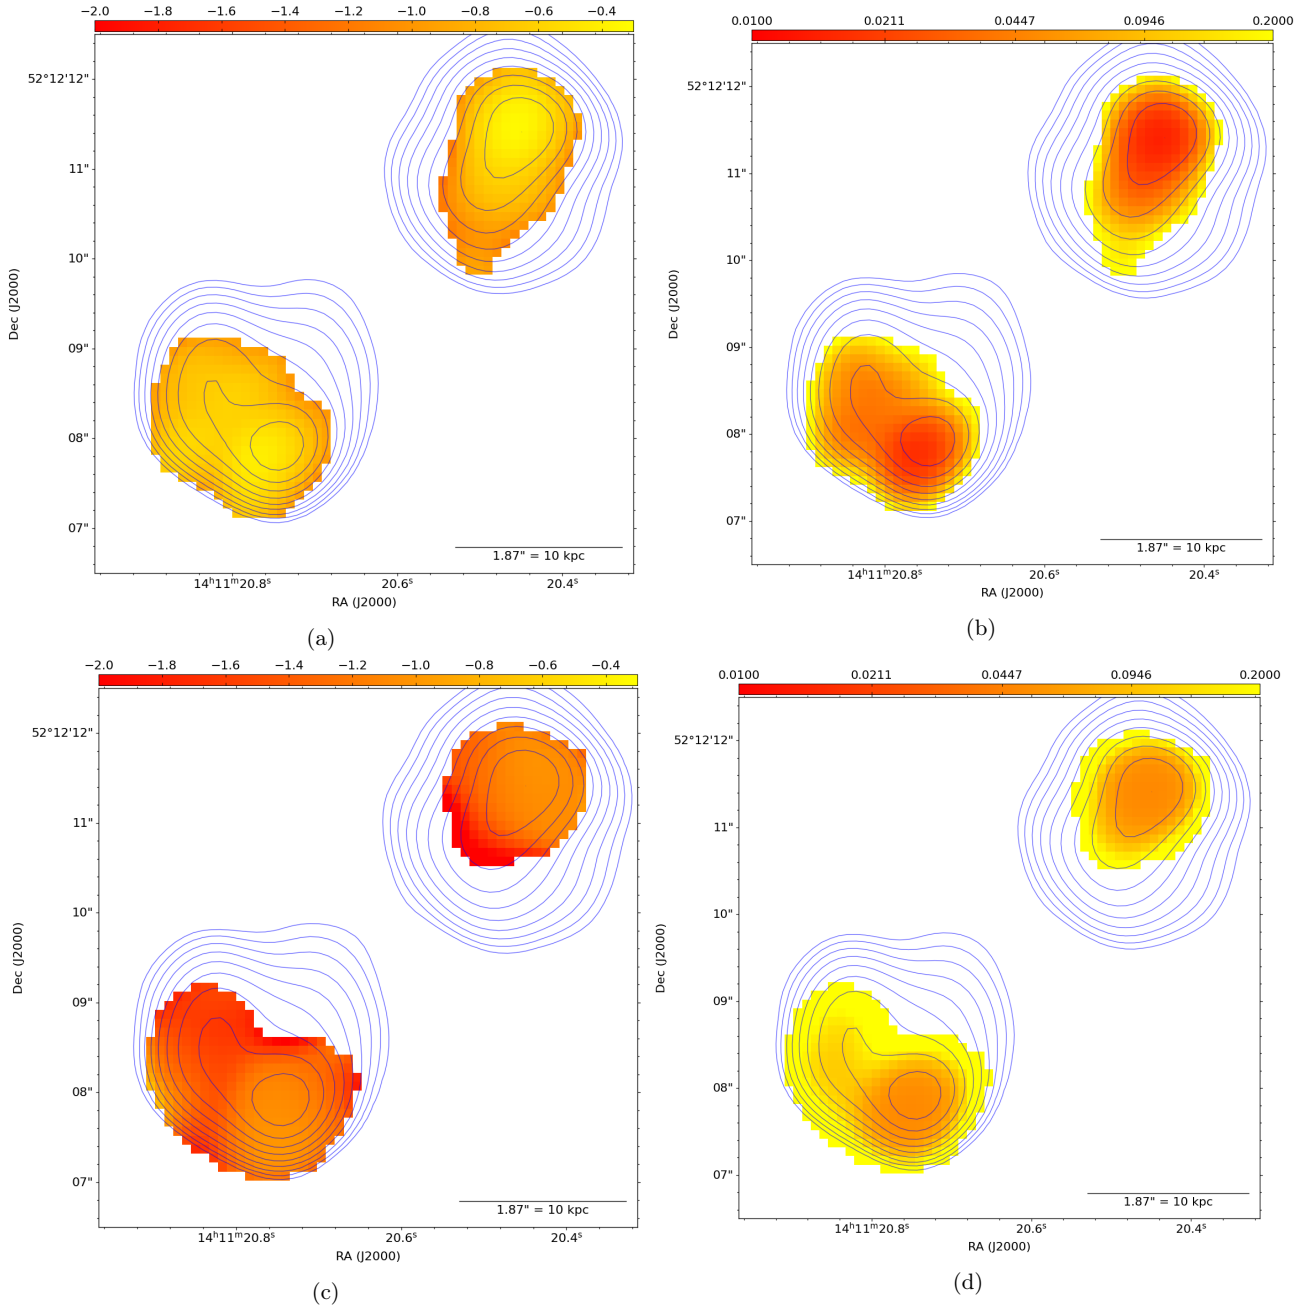 −2.0 −1.8 −1.6 −1.4 −1.2 −1.0 −0.8 −0.6 −0.4
52°12'12"
11"
10"
09"
08"
07"
Dec (J2000)
1.87" = 10 kpc
14ʰ11ᵐ20.8ˢ 20.6ˢ 20.4ˢ
RA (J2000)
(a)
0.0100 0.0211 0.0447 0.0946 0.2000
52°12'12"
11"
10"
09"
08"
07"
Dec (J2000)
1.87" = 10 kpc
14ʰ11ᵐ20.8ˢ 20.6ˢ 20.4ˢ
RA (J2000)
(b)
−2.0 −1.8 −1.6 −1.4 −1.2 −1.0 −0.8 −0.6 −0.4
52°12'12"
11"
10"
09"
08"
07"
Dec (J2000)
1.87" = 10 kpc
14ʰ11ᵐ20.8ˢ 20.6ˢ 20.4ˢ
RA (J2000)
(c)
0.0100 0.0211 0.0447 0.0946 0.2000
52°12'12"
11"
10"
09"
08"
07"
Dec (J2000)
1.87" = 10 kpc
14ʰ11ᵐ20.8ˢ 20.6ˢ 20.4ˢ
RA (J2000)
(d)